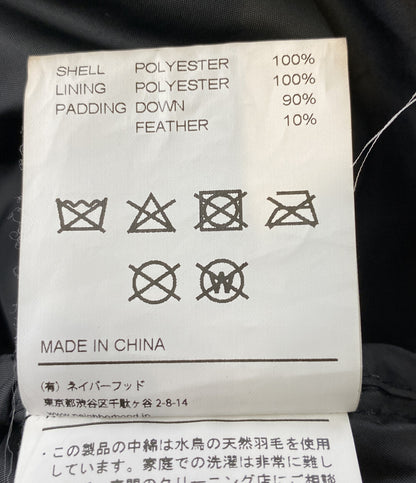 SHELL POLYESTER 100%
LINING POLYESTER 100%
PADDING DOWN 90%
FEATHER 10%
W
MADE IN CHINA
(有) ネイバーフッド
東京都渋谷区千駄ヶ谷 2-8-14
www.neighborhood.jp
・この製品の中綿は水鳥の天然羽毛を使用
しています。家庭での洗濯は非常に難し